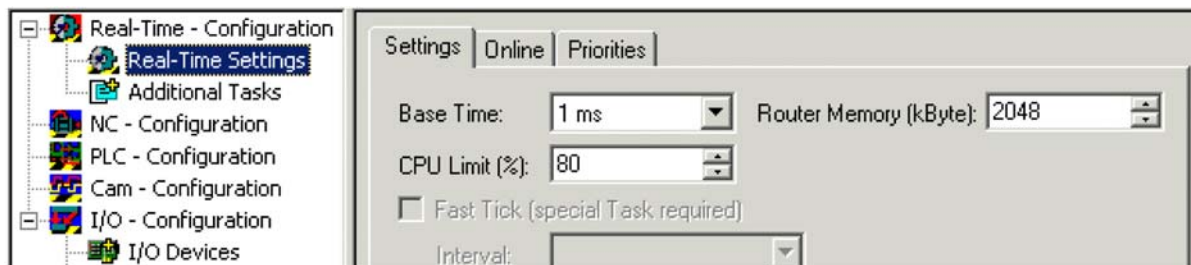 Real-Time - Configuration
Real-Time Settings
Additional Tasks
NC - Configuration
PLC - Configuration
Cam - Configuration
I/O - Configuration
I/O Devices
Settings Online Priorities
Base Time: 1 ms Router Memory (kByte): 2048
CPU Limit (%): 80
Fast Tick (special Task required)
Interval: